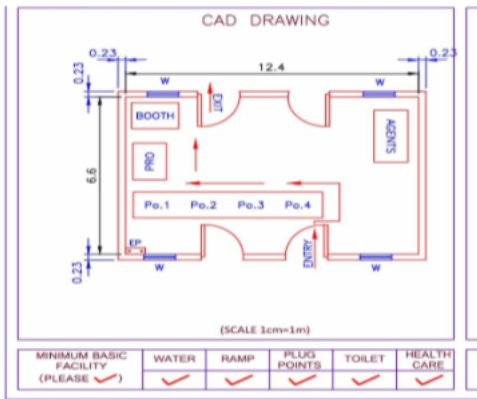 CAD DRAWING
0.23
0.23
12.4
0.23
W
EXIT
W
BOOTH
AGENTS
PRO
6.6
Po.1 Po.2 Po.3 Po.4
EP
ENTRY
W
W
0.23
(SCALE 1cm=1m)
MINIMUM BASIC
FACILITY
(PLEASE ✓)
WATER
RAMP
PLUG
POINTS
TOILET
HEALTH
CARE